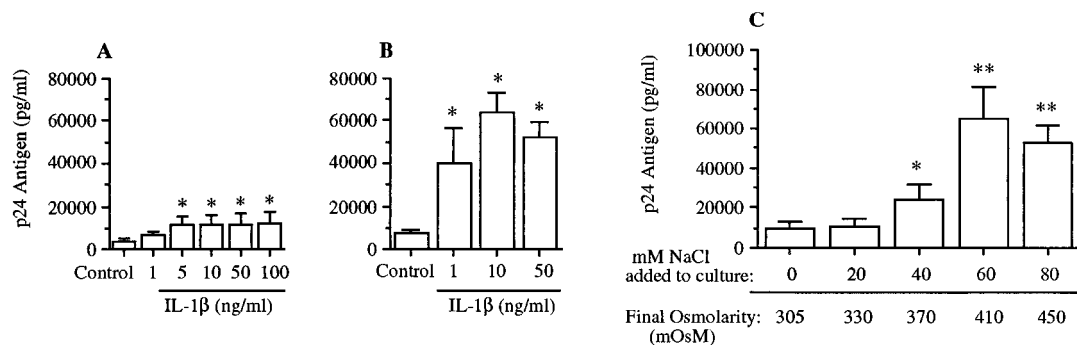 A
p24 Antigen (pg/ml)
80000
60000
40000
20000
0
* * * *
Control 1 5 10 50 100
IL-1β (ng/ml)
B
80000
60000
40000
20000
0
* * *
Control 1 10 50
IL-1β (ng/ml)
C
p24 Antigen (pg/ml)
100000
80000
60000
40000
20000
0
* ** **
mM NaCl
added to culture: 0 20 40 60 80
Final Osmolarity: 305 330 370 410 450
(mOsM)